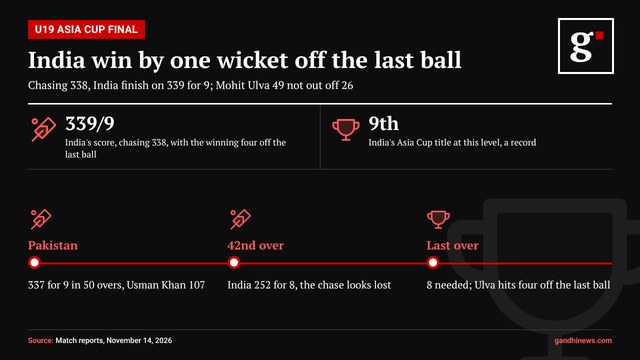 U19 ASIA CUP FINAL
g
India win by one wicket off the last ball
Chasing 338, India finish on 339 for 9; Mohit Ulva 49 not out off 26
339/9
India's score, chasing 338, with the winning four off the
last ball
9th
India's Asia Cup title at this level, a record
Pakistan
337 for 9 in 50 overs, Usman Khan 107
42nd over
India 252 for 8, the chase looks lost
Last over
8 needed; Ulva hits four off the last ball
Source: Match reports, November 14, 2026
gandhinews.com